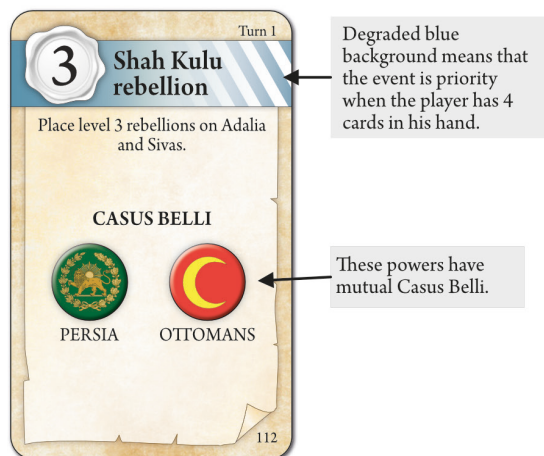 Turn 1
3
Shah Kulu
rebellion
Place level 3 rebellions on Adalia
and Sivas.
CASUS BELLI
PERSIA
OTTOMANS
112
Degraded blue
background means that
the event is priority
when the player has 4
cards in his hand.
These powers have
mutual Casus Belli.